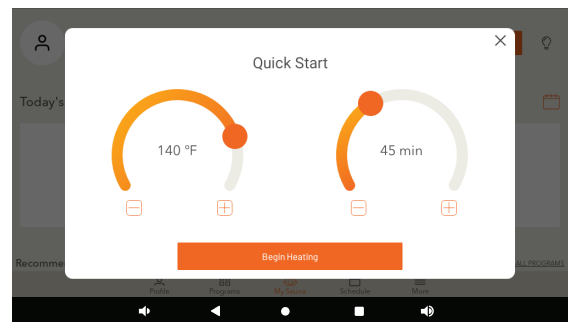 Quick Start
Today's
140 °F
45 min
Begin Heating
Recomme
ALL PROGRAMS
Profile
Programs
My Sauna
Schedule
More